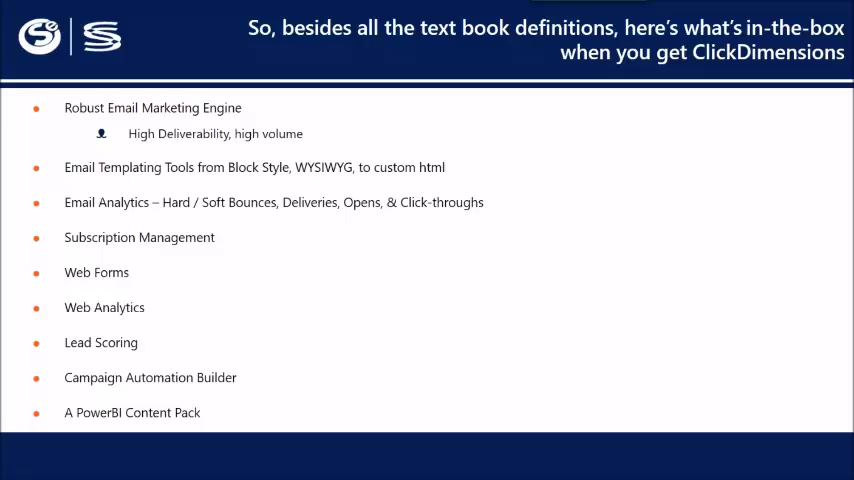 So, besides all the text book definitions, here's what's in-the-box
when you get ClickDimensions
Robust Email Marketing Engine
High Deliverability, high volume
Email Templating Tools from Block Style, WYSIWYG, to custom html
Email Analytics – Hard / Soft Bounces, Deliveries, Opens, & Click-throughs
Subscription Management
Web Forms
Web Analytics
Lead Scoring
Campaign Automation Builder
A PowerBI Content Pack